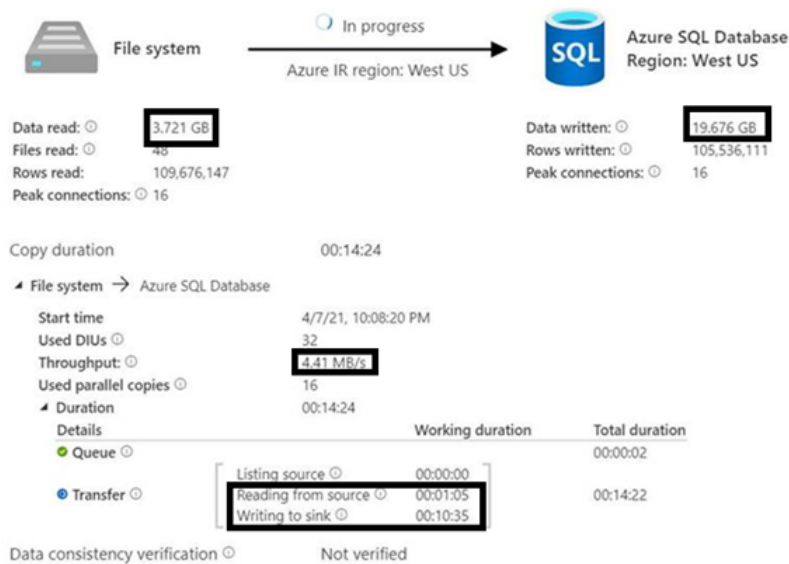 File system
In progress
Azure IR region: West US
SQL
Azure SQL Database
Region: West US
Data read: 3.721 GB
Files read: 48
Rows read: 109,676,147
Peak connections: 16
Data written: 19.676 GB
Rows written: 105,536,111
Peak connections: 16
Copy duration 00:14:24
File system → Azure SQL Database
Start time 4/7/21, 10:08:20 PM
Used DIUs 32
Throughput: 4.41 MB/s
Used parallel copies 16
Duration 00:14:24
Details Working duration Total duration
Queue 00:00:02
Listing source 00:00:00
Transfer Reading from source 00:01:05 00:14:22
Writing to sink 00:10:35
Data consistency verification Not verified